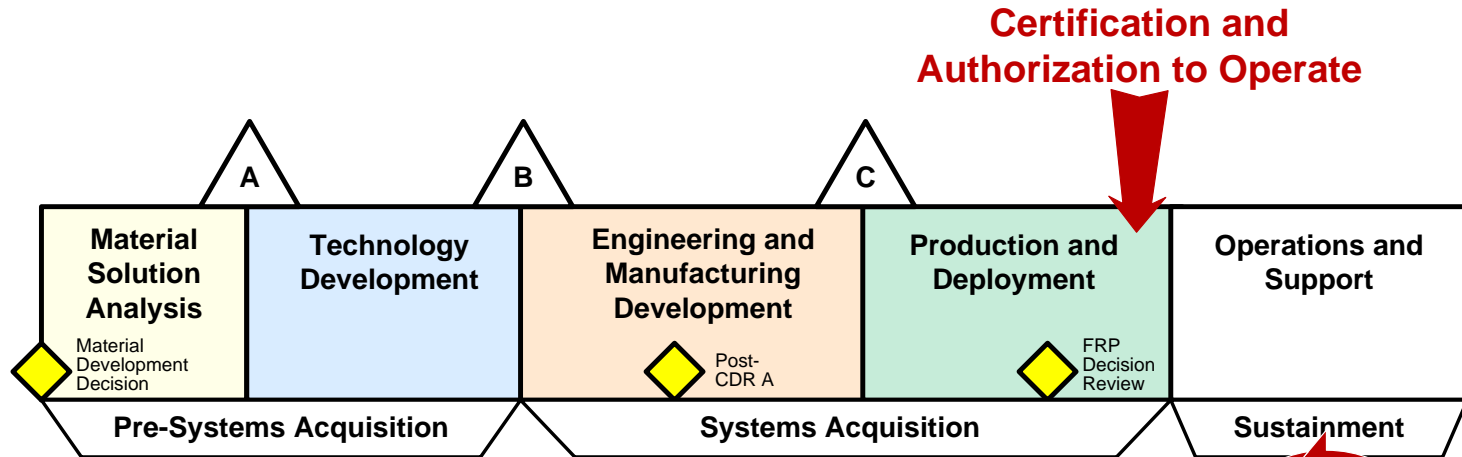 Certification and
Authorization to Operate
A
B
C
Material
Solution
Analysis
Technology
Development
Engineering and
Manufacturing
Development
Production and
Deployment
Operations and
Support
Material
Development
Decision
Post-
CDR A
FRP
Decision
Review
Pre-Systems Acquisition
Systems Acquisition
Sustainment